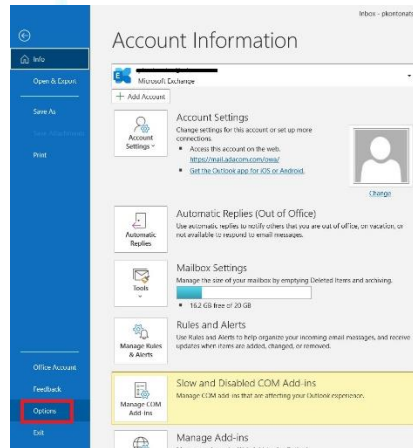 Inbox - pkontonats
Account Information
Info
Open & Export
Save As
Save Attachments
Print
Office Account
Feedback
Options
Exit
Microsoft Exchange
+ Add Account
Account Settings
Account Settings
Change settings for this account or set up more connections.
Access this account on the web.
https://mail.adacom.com/owa/
Get the Outlook app for iOS or Android.
Change
Automatic Replies
Automatic Replies (Out of Office)
Use automatic replies to notify others that you are out of office, on vacation, or
not available to respond to email messages.
Tools
Mailbox Settings
Manage the size of your mailbox by emptying Deleted Items and archiving.
16.2 GB free of 20 GB
Manage Rules & Alerts
Rules and Alerts
Use Rules and Alerts to help organize your incoming email messages, and receive
updates when items are added, changed, or removed.
Manage COM Add-ins
Slow and Disabled COM Add-ins
Manage COM add-ins that are affecting your Outlook experience.
Manage Add-ins